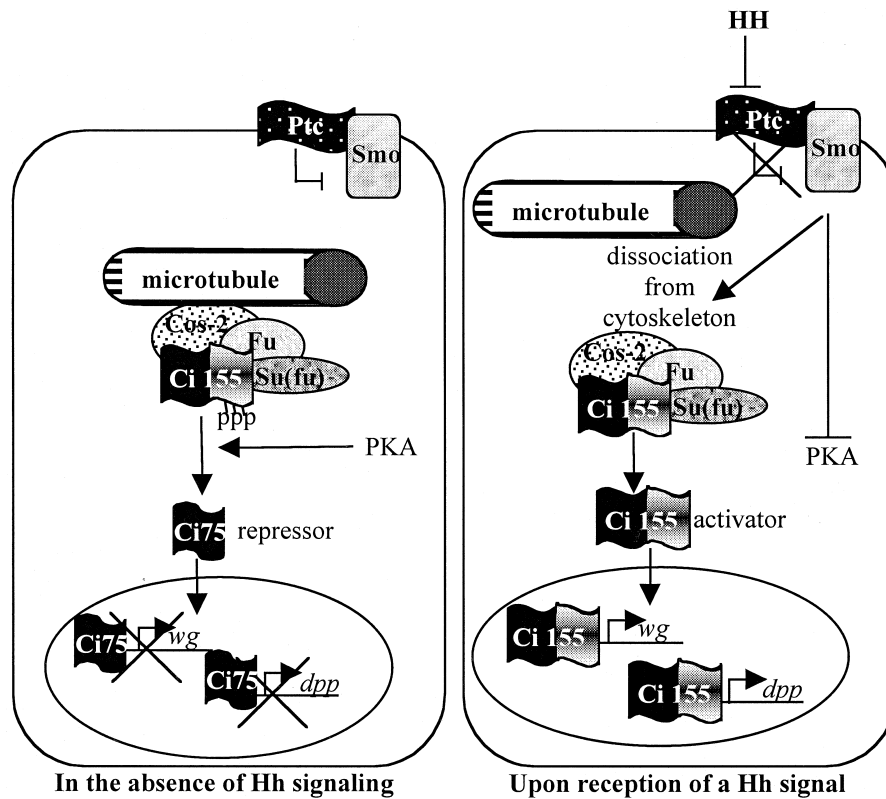 Ptc
Smo
microtubule
Cos-2
Fu
Ci 155
Su(fu)
ppp
PKA
Ci75 repressor
Ci75 wg
Ci75 dpp
In the absence of Hh signaling
HH
Ptc
Smo
microtubule
dissociation
from
cytoskeleton
Cos-2
Fu
Ci 155
Su(fu)
PKA
Ci 155 activator
Ci 155 wg
Ci 155 dpp
Upon reception of a Hh signal